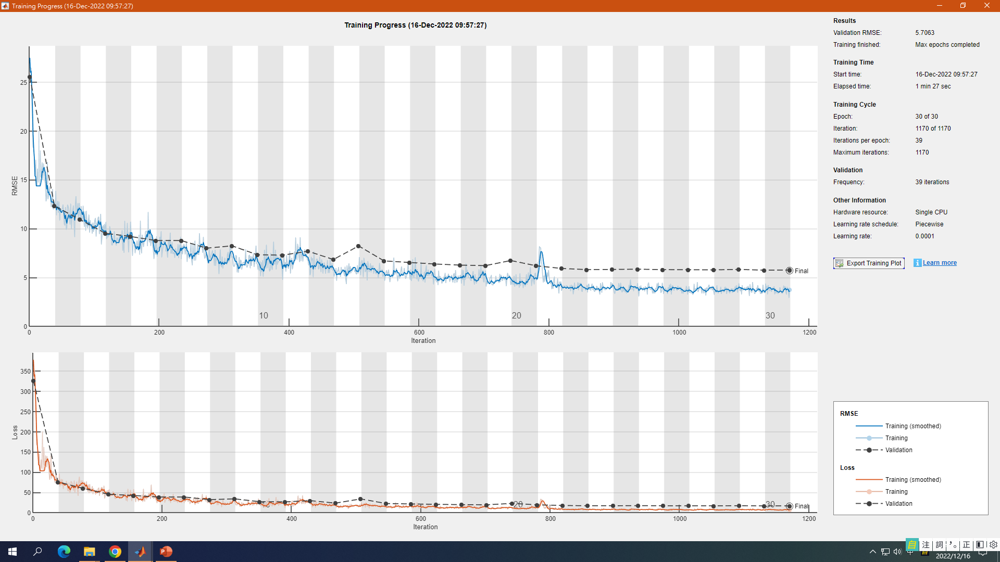 Training Progress (16-Dec-2022 09:57:27)
Training Progress (16-Dec-2022 09:57:27)
25
20
15
10
5
0
RMSE
10
20
30
Final
0 200 400 600 800 1000 1200
Iteration
350
300
250
200
150
100
50
0
Loss
20
30
Final
0 200 400 600 800 1000 1200
Iteration
Results
Validation RMSE: 5.7063
Training finished: Max epochs completed
Training Time
Start time: 16-Dec-2022 09:57:27
Elapsed time: 1 min 27 sec
Training Cycle
Epoch: 30 of 30
Iteration: 1170 of 1170
Iterations per epoch: 39
Maximum iterations: 1170
Validation
Frequency: 39 iterations
Other Information
Hardware resource: Single CPU
Learning rate schedule: Piecewise
Learning rate: 0.0001
Export Training Plot
i Learn more
RMSE
Training (smoothed)
Training
Validation
Loss
Training (smoothed)
Training
Validation
自 注 詞 正
2022/12/16